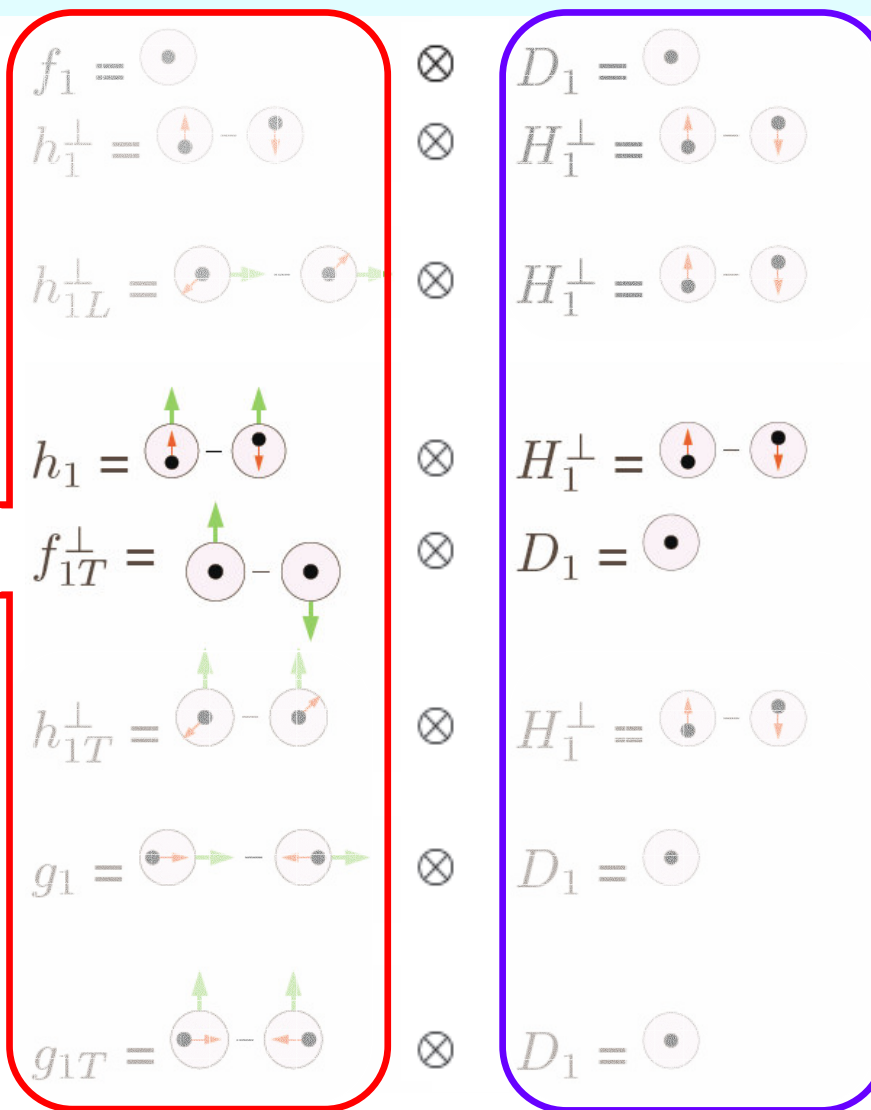 f₁ = ⊗ D₁ =
h₁^⊥ = − ⊗ H₁^⊥ = −
h₁L^⊥ = − ⊗ H₁^⊥ = −
h₁ = − ⊗ H₁^⊥ = −
f₁T^⊥ = − ⊗ D₁ =
h₁T^⊥ = − ⊗ H₁^⊥ = −
g₁ = − ⊗ D₁ =
g₁T = − ⊗ D₁ =